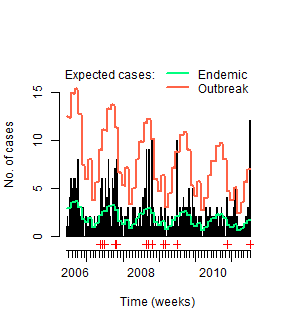 Expected cases: Endemic
Outbreak
No. of cases
15
10
5
0
2006 2008 2010
Time (weeks)